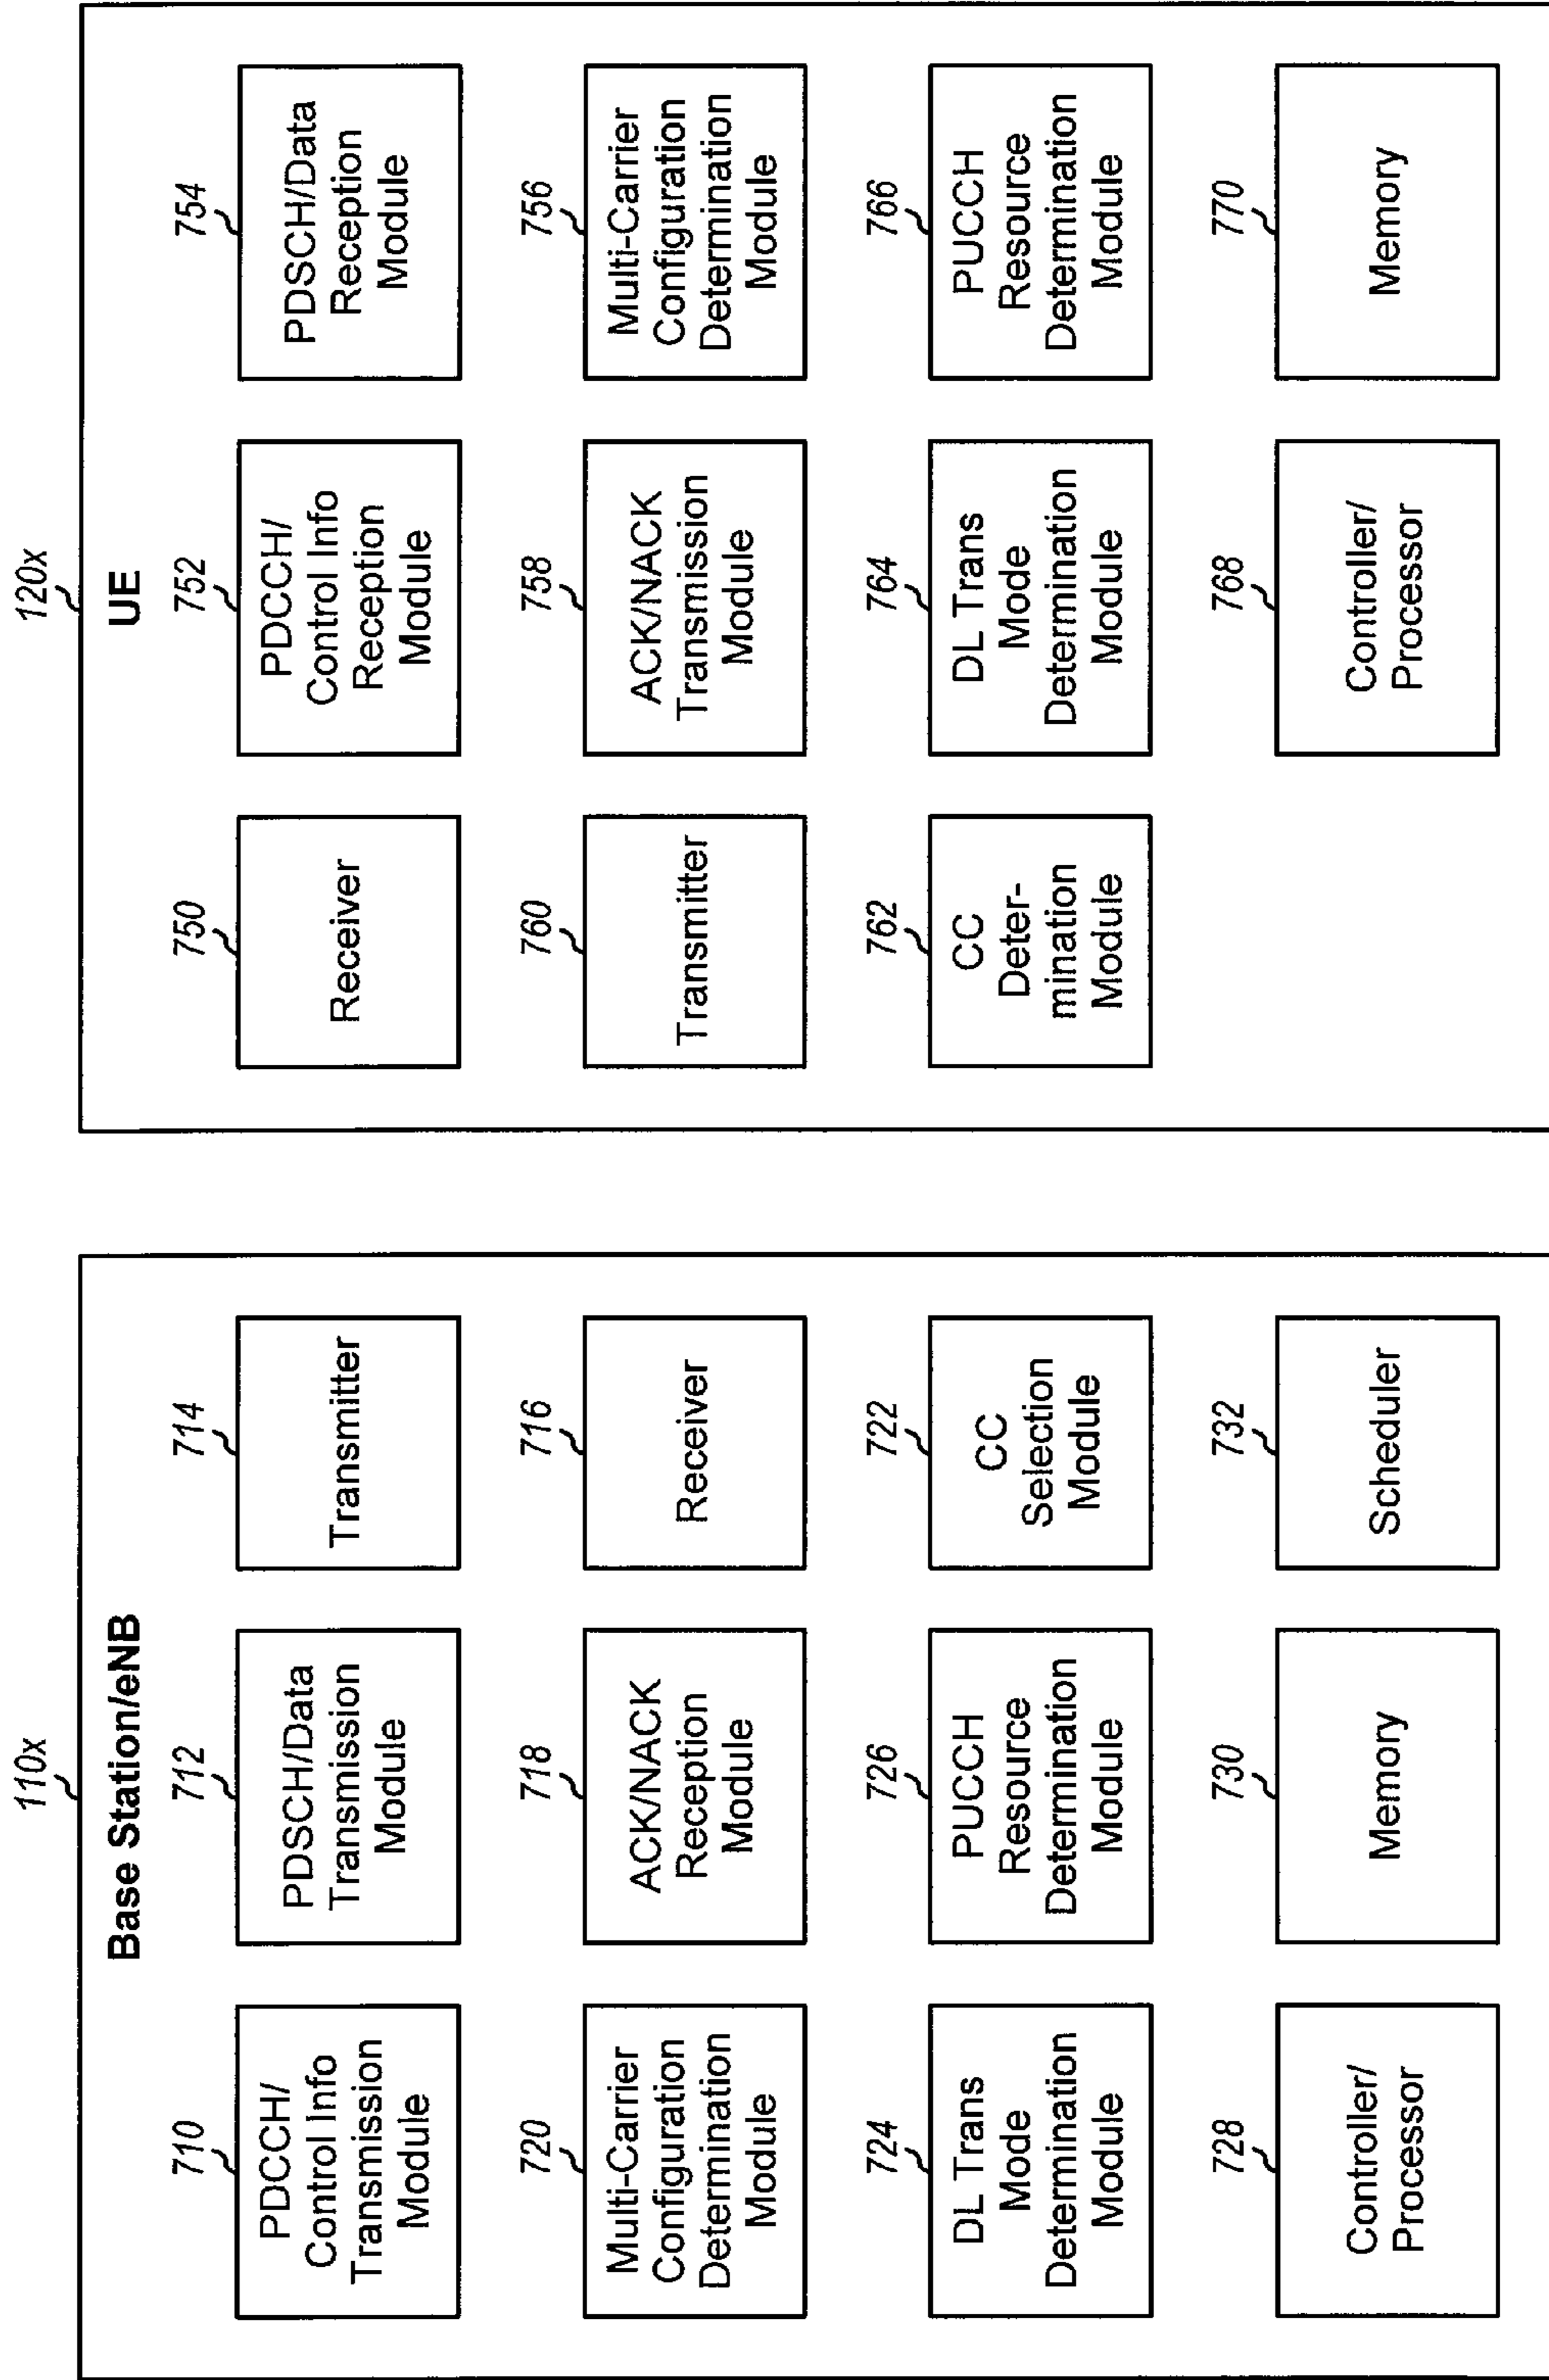 110x
Base Station/eNB
710
PDCCH/
Control Info
Transmission
Module
712
PDSCH/Data
Transmission
Module
714
Transmitter
720
Multi-Carrier
Configuration
Determination
Module
718
ACK/NACK
Reception
Module
716
Receiver
724
DL Trans
Mode
Determination
Module
726
PUCCH
Resource
Determination
Module
722
CC
Selection
Module
728
Controller/
Processor
730
Memory
732
Scheduler
120x
UE
750
Receiver
752
PDCCH/
Control Info
Reception
Module
754
PDSCH/Data
Reception
Module
760
Transmitter
758
ACK/NACK
Transmission
Module
756
Multi-Carrier
Configuration
Determination
Module
762
CC
Deter-
mination
Module
764
DL Trans
Mode
Determination
Module
766
PUCCH
Resource
Determination
Module
768
Controller/
Processor
770
Memory